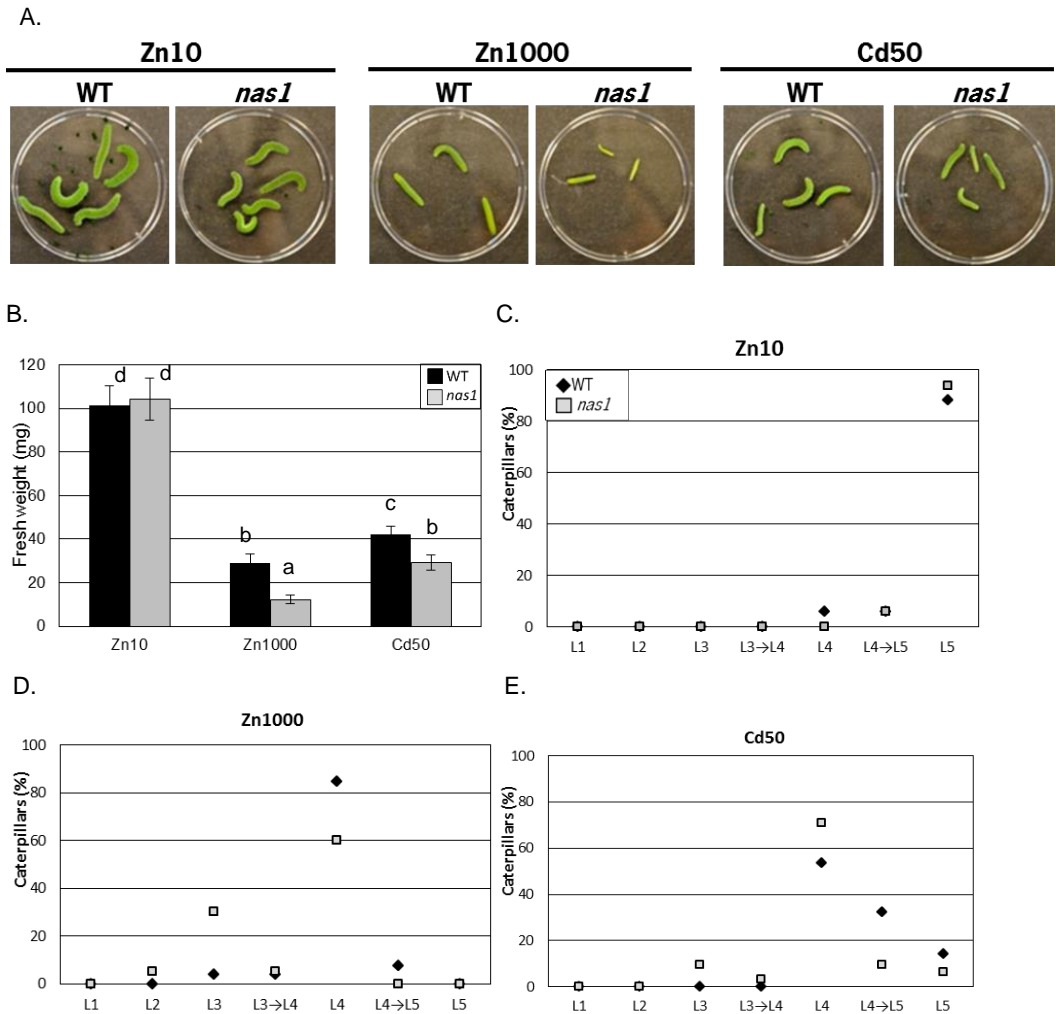 A.
Zn10 Zn1000 Cd50
WT nas1 WT nas1 WT nas1
B.
120
100
80
60
40
20
0
Fresh weight (mg)
d d
b a
c b
WT
nas1
Zn10 Zn1000 Cd50
C.
Zn10
100
80
60
40
20
0
Caterpillars (%)
WT
nas1
L1 L2 L3 L3→L4 L4 L4→L5 L5
D.
Zn1000
100
80
60
40
20
0
Caterpillars (%)
L1 L2 L3 L3→L4 L4 L4→L5 L5
E.
Cd50
100
80
60
40
20
0
Caterpillars (%)
L1 L2 L3 L3→L4 L4 L4→L5 L5